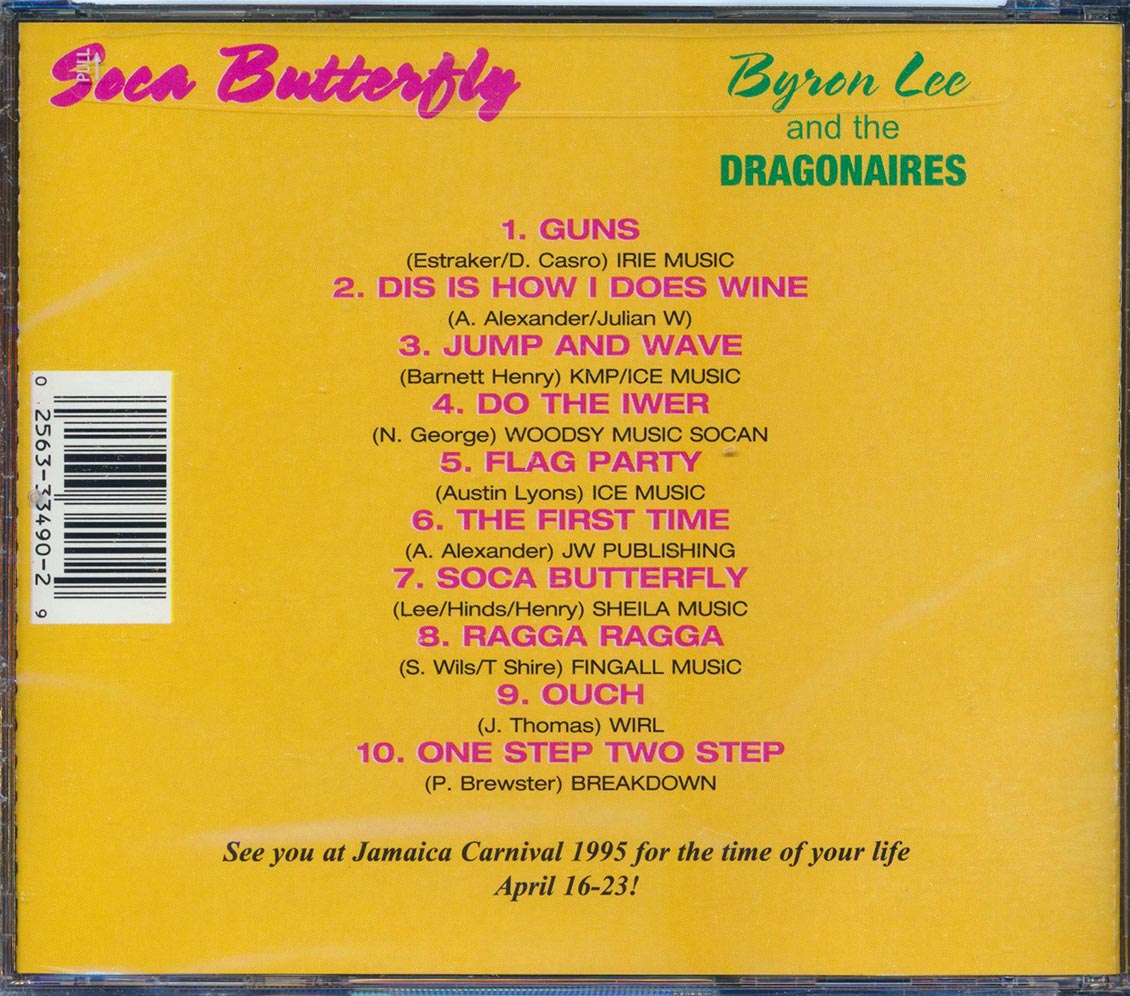 PULL
Soca Butterfly
Byron Lee
and the
DRAGONAIRES
1. GUNS
(Estraker/D. Casro) IRIE MUSIC
2. DIS IS HOW I DOES WINE
(A. Alexander/Julian W)
3. JUMP AND WAVE
(Barnett Henry) KMP/ICE MUSIC
4. DO THE IWER
(N. George) WOODSY MUSIC SOCAN
5. FLAG PARTY
(Austin Lyons) ICE MUSIC
6. THE FIRST TIME
(A. Alexander) JW PUBLISHING
7. SOCA BUTTERFLY
(Lee/Hinds/Henry) SHEILA MUSIC
8. RAGGA RAGGA
(S. Wils/T Shire) FINGALL MUSIC
9. OUCH
(J. Thomas) WIRL
10. ONE STEP TWO STEP
(P. Brewster) BREAKDOWN
0 2563-33490-2 9
See you at Jamaica Carnival 1995 for the time of your life
April 16-23!